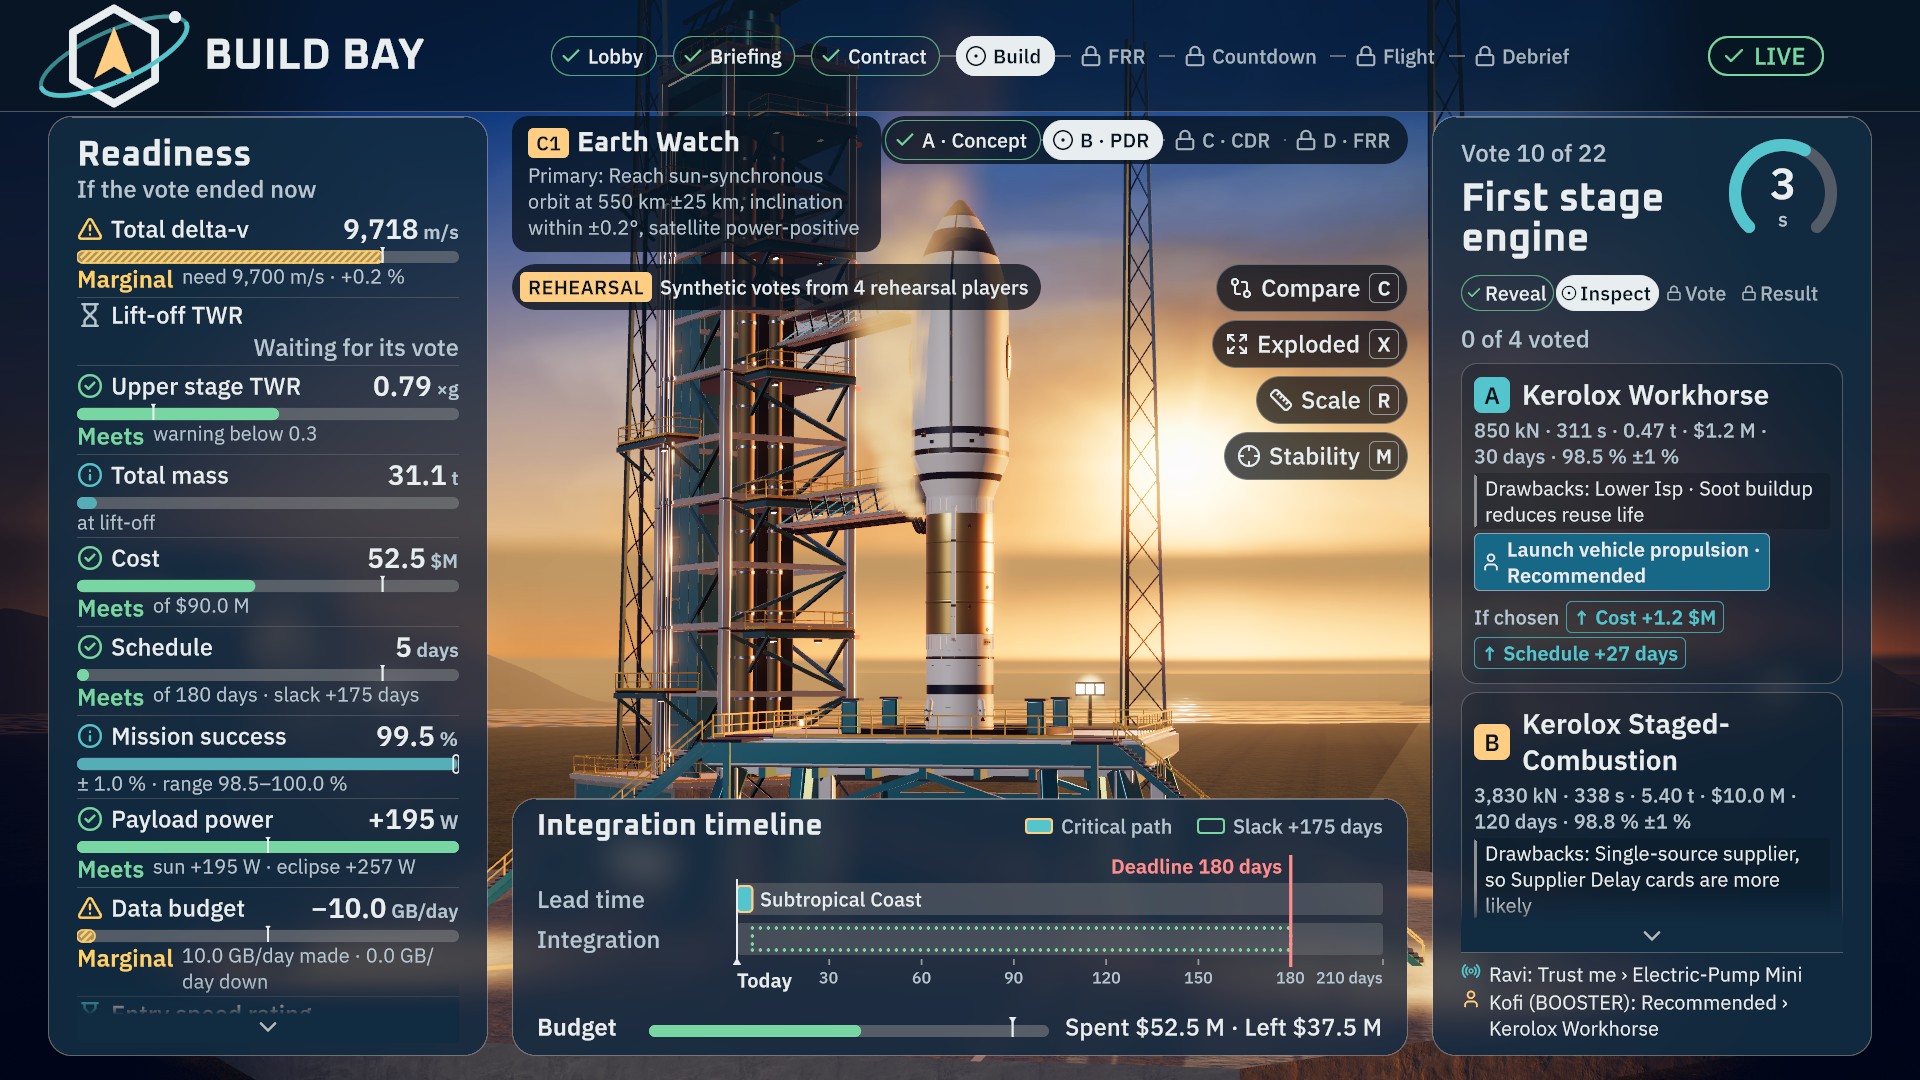 BUILD BAY
Lobby
Briefing
Contract
Build
FRR
Countdown
Flight
Debrief
LIVE
Readiness
If the vote ended now
Total delta-v 9,718 m/s
Marginal need 9,700 m/s · +0.2 %
Lift-off TWR
Waiting for its vote
Upper stage TWR 0.79 ×g
Meets warning below 0.3
Total mass 31.1 t
at lift-off
Cost 52.5 $M
Meets of $90.0 M
Schedule 5 days
Meets of 180 days · slack +175 days
Mission success 99.5 %
± 1.0 % · range 98.5–100.0 %
Payload power +195 W
Meets sun +195 W · eclipse +257 W
Data budget −10.0 GB/day
Marginal 10.0 GB/day made · 0.0 GB/
day down
Entry speed rating
C1 Earth Watch
Primary: Reach sun-synchronous
orbit at 550 km ±25 km, inclination
within ±0.2°, satellite power-positive
A · Concept
B · PDR
C · CDR
D · FRR
REHEARSAL Synthetic votes from 4 rehearsal players
Compare C
Exploded X
Scale R
Stability M
Integration timeline
Critical path
Slack +175 days
Deadline 180 days
Lead time Subtropical Coast
Integration
Today 30 60 90 120 150 180 210 days
Budget Spent $52.5 M · Left $37.5 M
Vote 10 of 22
First stage
engine
3
s
Reveal
Inspect
Vote
Result
0 of 4 voted
A Kerolox Workhorse
850 kN · 311 s · 0.47 t · $1.2 M ·
30 days · 98.5 % ±1 %
Drawbacks: Lower Isp · Soot buildup
reduces reuse life
Launch vehicle propulsion ·
Recommended
If chosen ↑ Cost +1.2 $M
↑ Schedule +27 days
B Kerolox Staged-
Combustion
3,830 kN · 338 s · 5.40 t · $10.0 M ·
120 days · 98.8 % ±1 %
Drawbacks: Single-source supplier,
so Supplier Delay cards are more
likely
Ravi: Trust me › Electric-Pump Mini
Kofi (BOOSTER): Recommended ›
Kerolox Workhorse